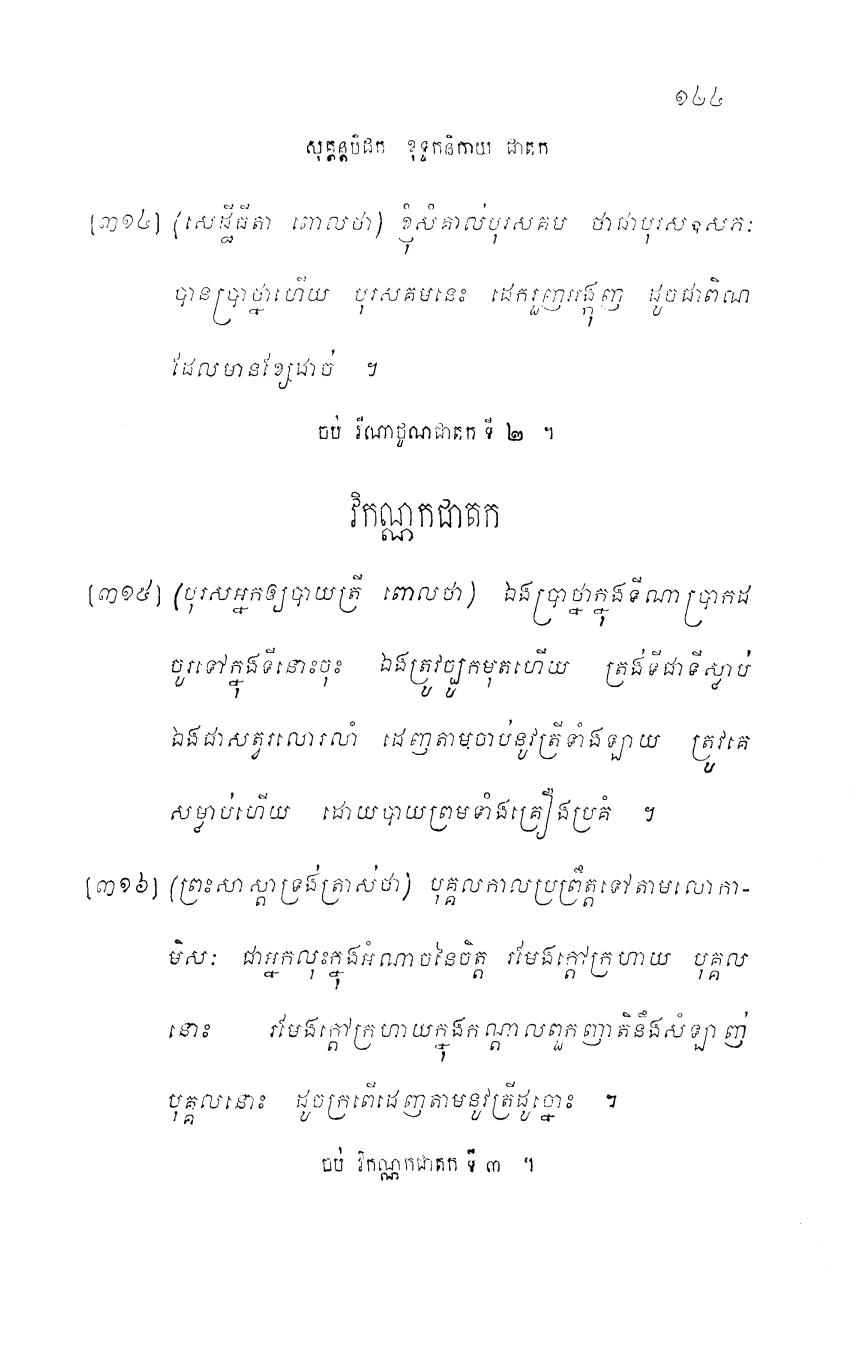 ១៤៤
សុត្តន្តបិដក ខុទ្ទកនិកាយ ជាតក
[៣១៤] (សេដ្ឋីធីតា ពោលថា) ខ្ញុំសំគាល់បុរសគម ថាជាបុរសឧសភៈ
បានប្រាថ្នាហើយ បុរសគមនេះ ដេករួញអង្កុញ ដូចជាពិណ
ដែលមានខ្សែដាច់ ។
ចប់ វីណាថូណជាតក ទី ២ ។
វិកណ្ណកជាតក
[៣១៥] (បុរសអ្នកឲ្យបាយត្រី ពោលថា) ឯងប្រាថ្នាក្នុងទីណាប្រាកដ
ចូរទៅក្នុងទីនោះចុះ ឯងត្រូវច្បូកមុតហើយ ត្រង់ទីជាទីស្លាប់
ឯងជាសត្វលោរលាំ ដេញតាមចាប់នូវត្រីទាំងឡាយ ត្រូវគេ
សម្លាប់ហើយ ដោយបាយព្រមទាំងគ្រឿងប្រគំ ។
[៣១៦] (ព្រះសាស្តាទ្រង់ត្រាស់ថា) បុគ្គលកាលប្រព្រឹត្តទៅតាមលោកា-
មិសៈ ជាអ្នកលុះក្នុងអំណាចនៃចិត្ត រមែងក្តៅក្រហាយ បុគ្គល
នោះ រមែងក្តៅក្រហាយក្នុងកណ្តាលពួកញាតិនឹងសំឡាញ់
បុគ្គលនោះ ដូចក្រពើដេញតាមនូវត្រីដូច្នោះ ។
ចប់ វិកណ្ណកជាតក ទី ៣ ។